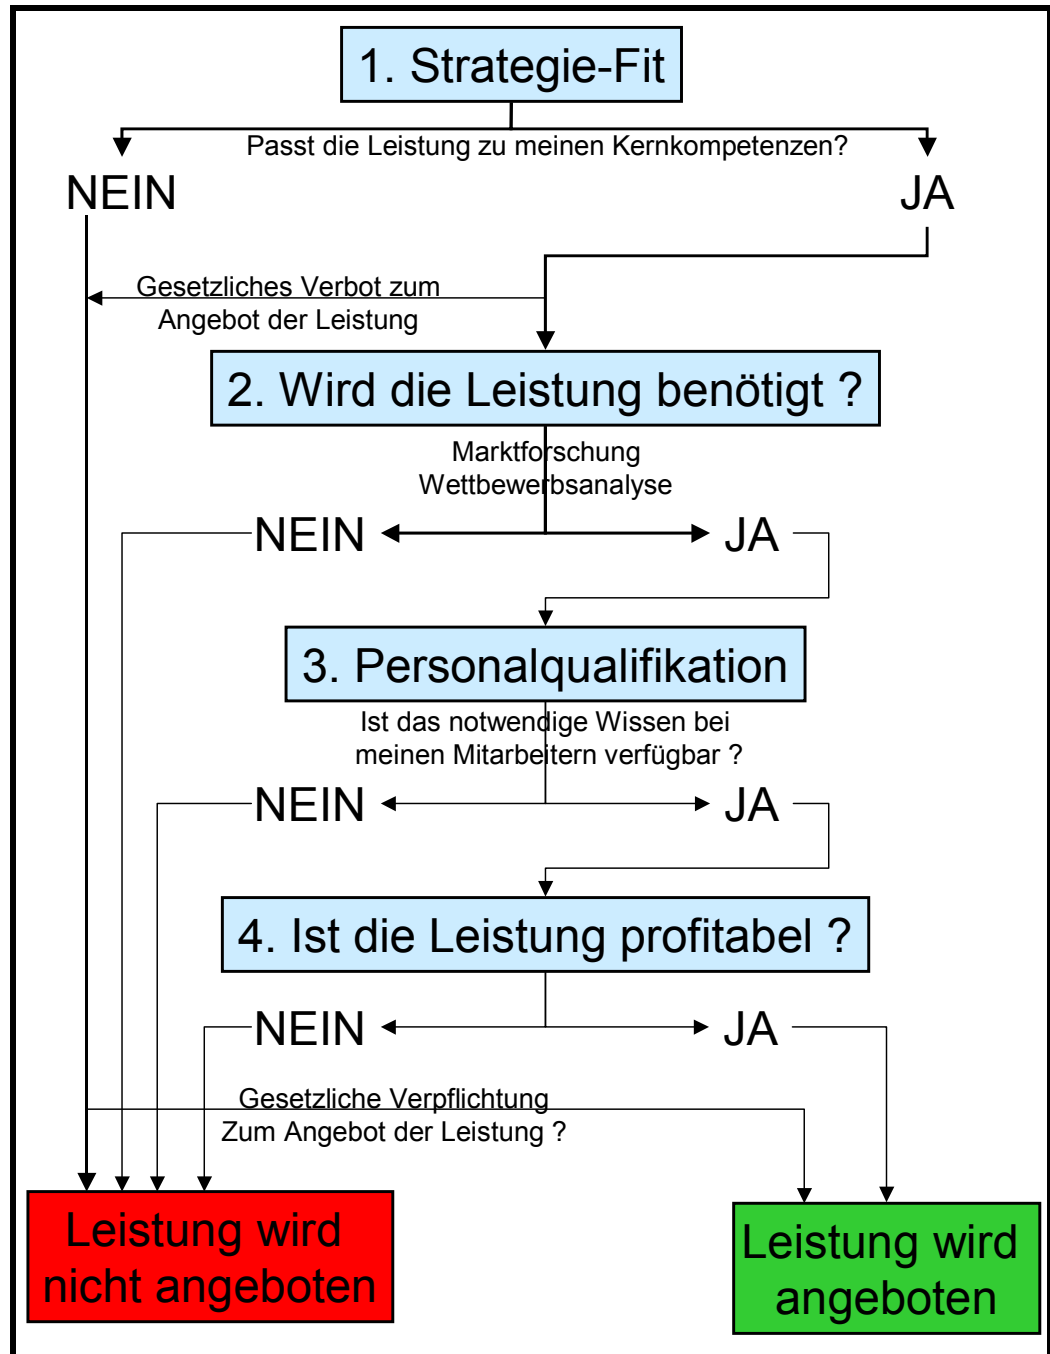 1. Strategie-Fit
Passt die Leistung zu meinen Kernkompetenzen?
NEIN
JA
Gesetzliches Verbot zum
Angebot der Leistung
2. Wird die Leistung benötigt ?
Marktforschung
Wettbewerbsanalyse
NEIN
JA
3. Personalqualifikation
Ist das notwendige Wissen bei
meinen Mitarbeitern verfügbar ?
NEIN
JA
4. Ist die Leistung profitabel ?
NEIN
JA
Gesetzliche Verpflichtung
Zum Angebot der Leistung ?
Leistung wird
nicht angeboten
Leistung wird
angeboten